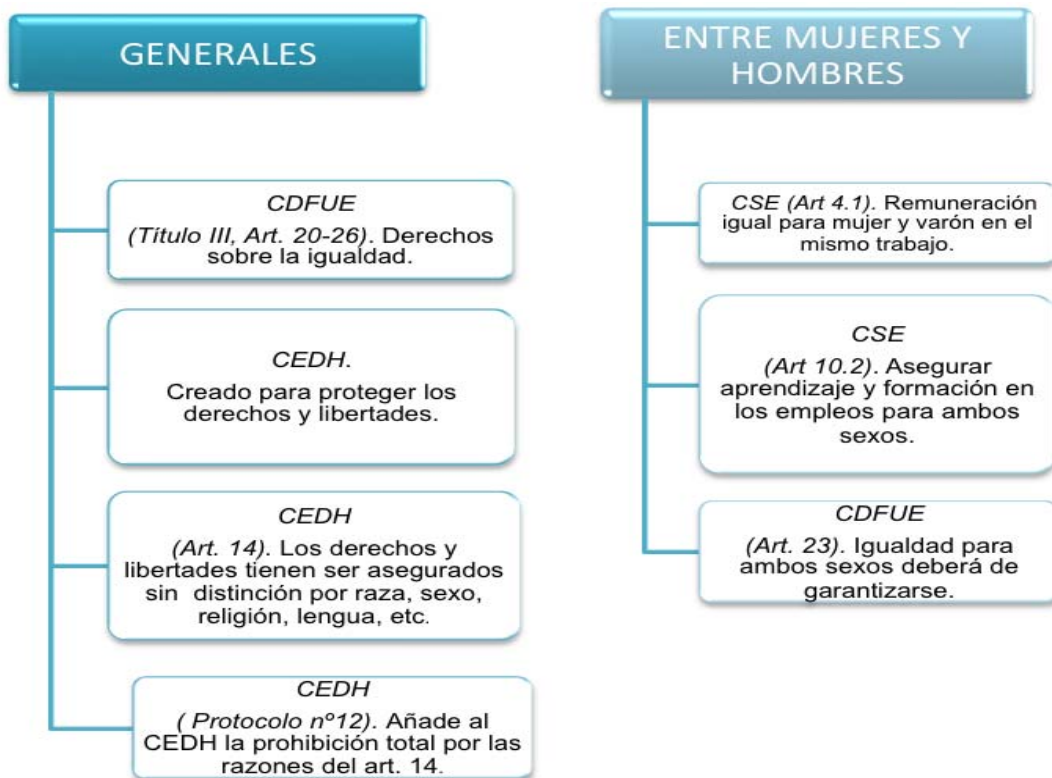 GENERALES
CDFUE
(Título III, Art. 20-26). Derechos
sobre la igualdad.
CEDH.
Creado para proteger los
derechos y libertades.
CEDH
(Art. 14). Los derechos y
libertades tienen ser asegurados
sin distinción por raza, sexo,
religión, lengua, etc.
CEDH
( Protocolo nº12). Añade al
CEDH la prohibición total por las
razones del art. 14.
ENTRE MUJERES Y
HOMBRES
CSE (Art 4.1). Remuneración
igual para mujer y varón en el
mismo trabajo.
CSE
(Art 10.2). Asegurar
aprendizaje y formación en
los empleos para ambos
sexos.
CDFUE
(Art. 23). Igualdad para
ambos sexos deberá de
garantizarse.